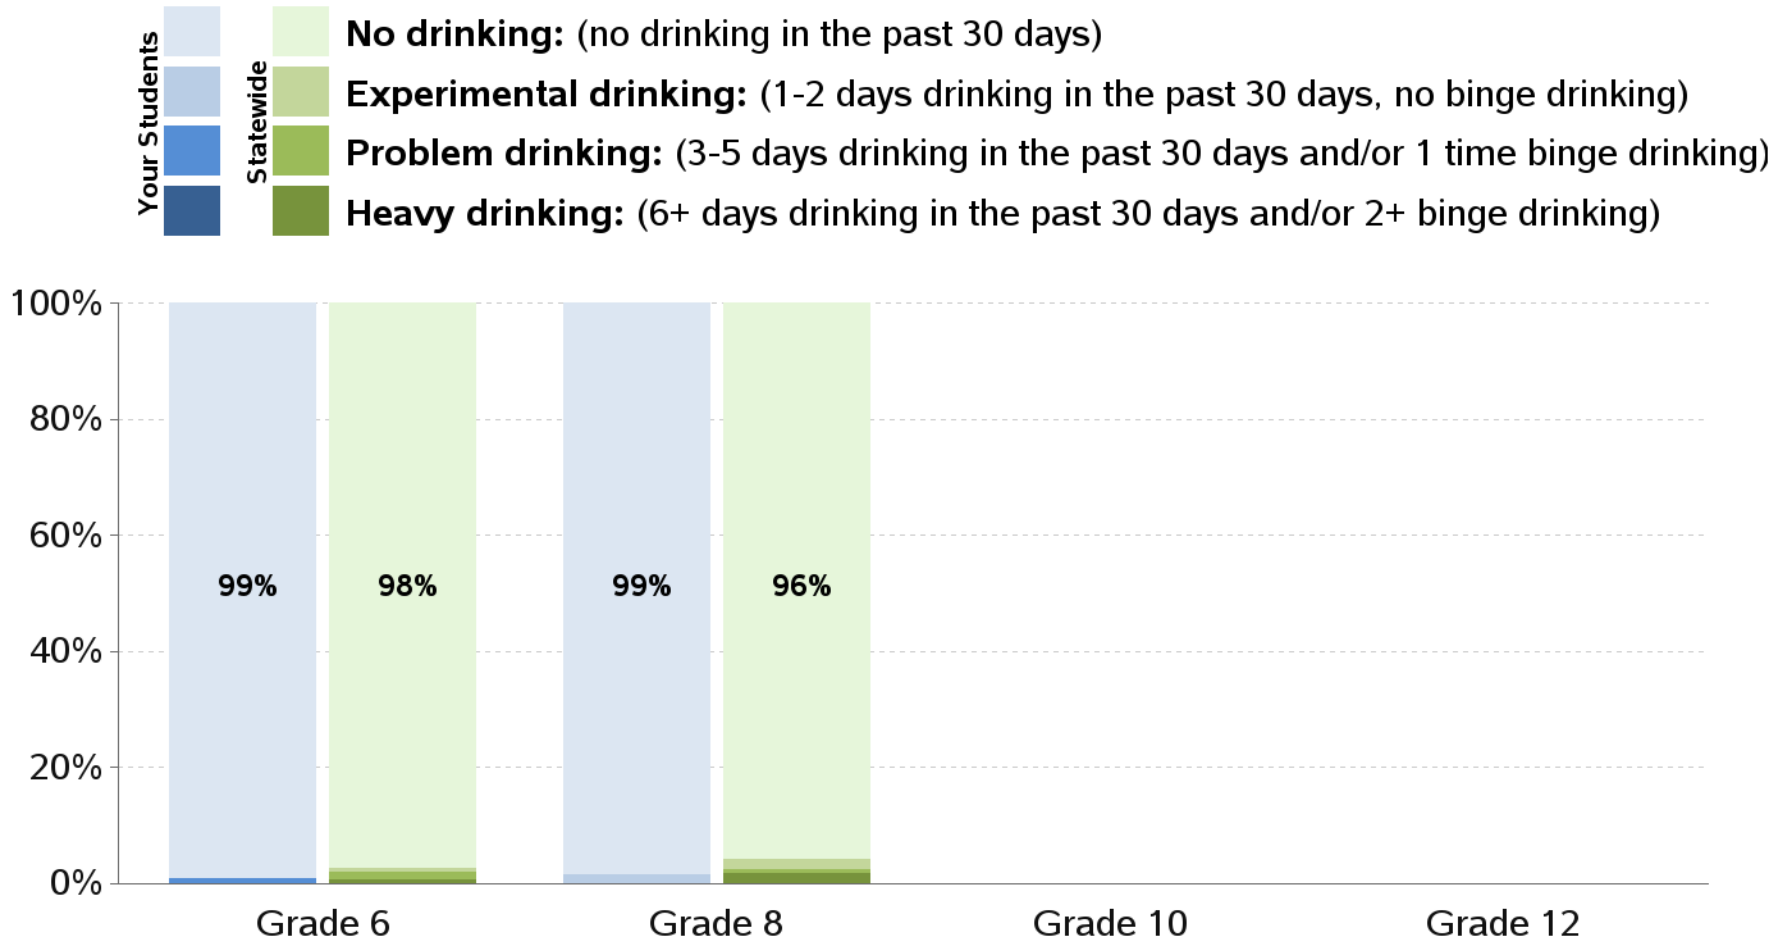 Your Students
Statewide
No drinking: (no drinking in the past 30 days)
Experimental drinking: (1-2 days drinking in the past 30 days, no binge drinking)
Problem drinking: (3-5 days drinking in the past 30 days and/or 1 time binge drinking)
Heavy drinking: (6+ days drinking in the past 30 days and/or 2+ binge drinking)
100%
80%
60%
99% 98% 99% 96%
40%
20%
0%
Grade 6 Grade 8 Grade 10 Grade 12